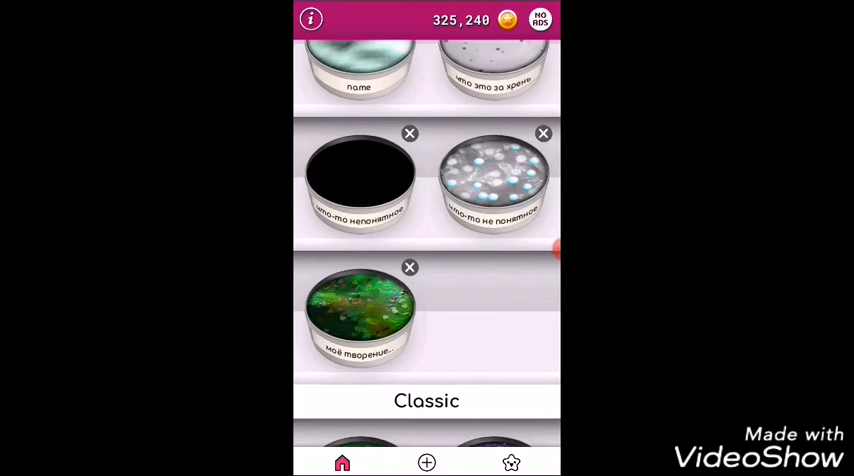 325,240
NO
ADS
name
что это за хрень
что-то непонятное
что-то не понятное
моё творение..
Classic
Made with
VideoShow